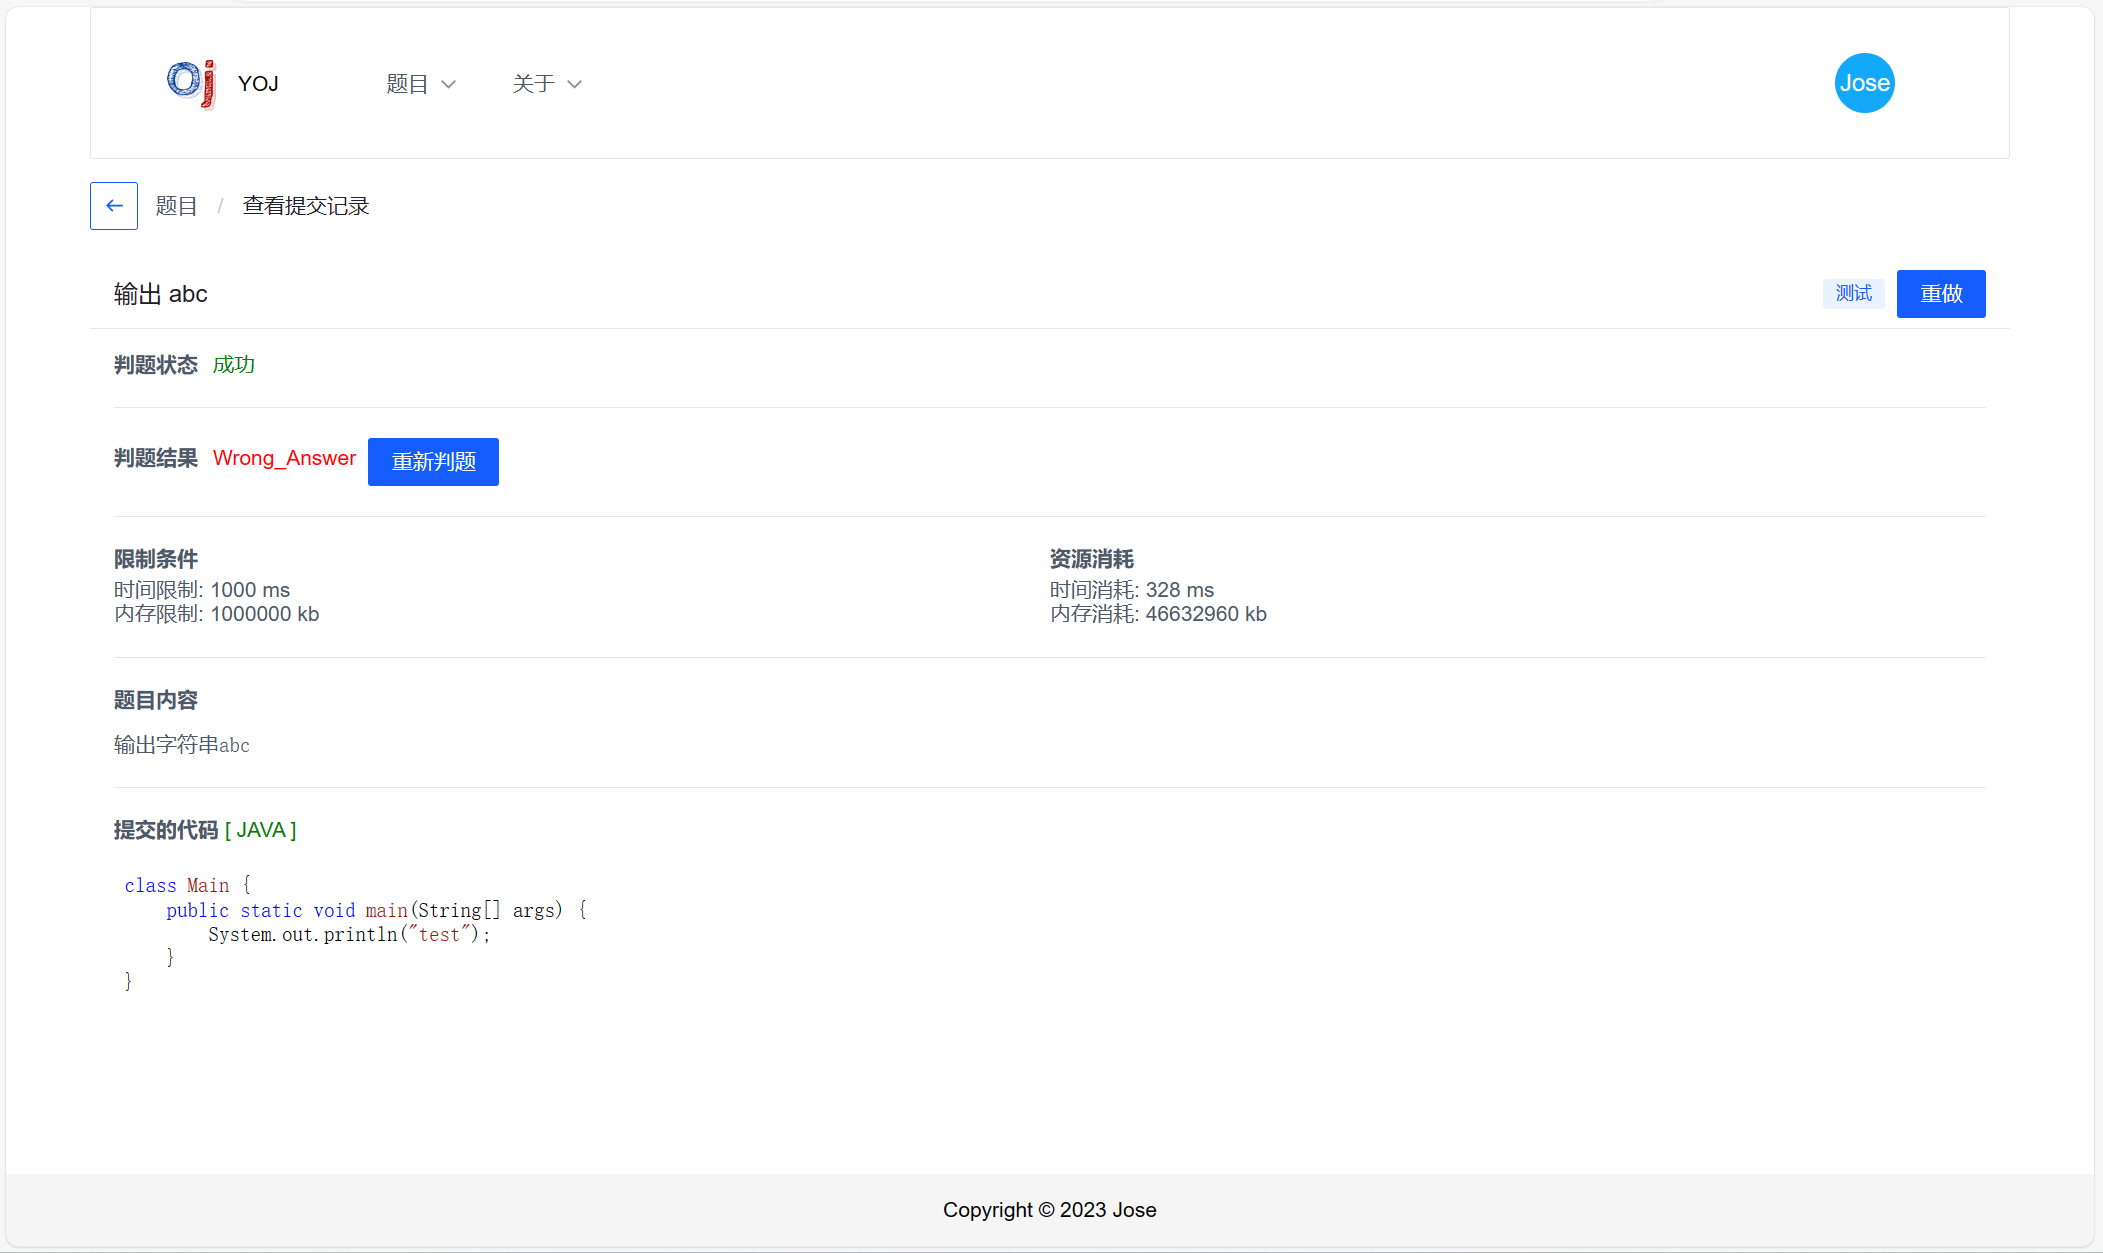 Oj YOJ 题目 关于 Jose
题目 / 查看提交记录
输出 abc 测试 重做
判题状态 成功
判题结果 Wrong_Answer 重新判题
限制条件
时间限制: 1000 ms
内存限制: 1000000 kb
资源消耗
时间消耗: 328 ms
内存消耗: 46632960 kb
题目内容
输出字符串abc
提交的代码 [ JAVA ]
class Main {
    public static void main(String[] args) {
        System.out.println("test");
    }
}
Copyright © 2023 Jose